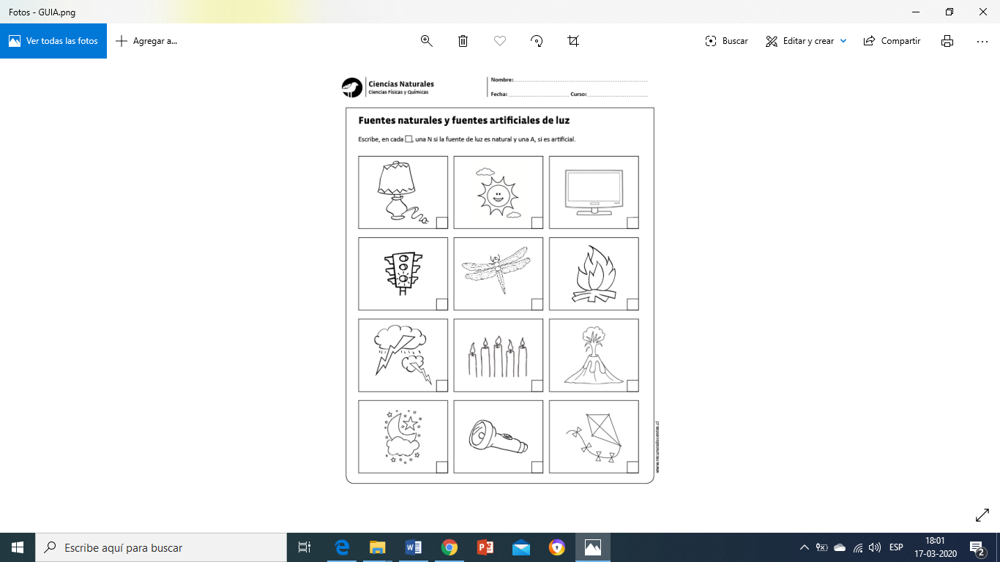 Fotos - GUIA.png
Ver todas las fotos
Agregar a...
Buscar
Editar y crear
Compartir
Ciencias Naturales
Ciencias Físicas y Químicas
Nombre:
Fecha: Curso:
Fuentes naturales y fuentes artificiales de luz
Escribe, en cada , una N si la fuente de luz es natural y una A, si es artificial.
www.recursosdocentes.cl
Escribe aquí para buscar
ESP
18:01
17-03-2020
2